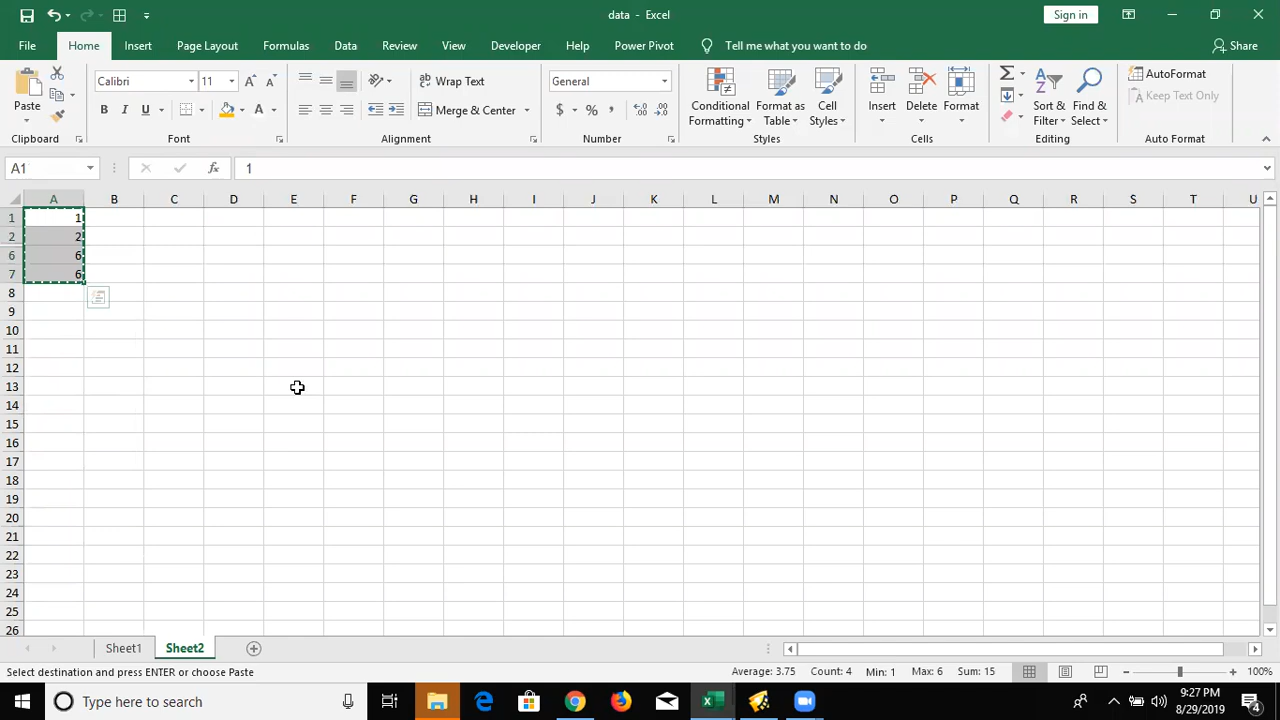 data - Excel
Sign in
File Home Insert Page Layout Formulas Data Review View Developer Help Power Pivot Tell me what you want to do Share
Paste
Clipboard
Calibri 11
B I U A
Font
Wrap Text
Merge & Center
Alignment
General
$ % ,
Number
Conditional Formatting
Format as Table
Cell Styles
Styles
Insert
Delete
Format
Cells
Sort & Filter
Find & Select
Editing
AutoFormat
Keep Text Only
Auto Format
A1 fx 1
A B C D E F G H I J K L M N O P Q R S T U
1 1
2 2
6 6
7 6
8
9
10
11
12
13
14
15
16
17
18
19
20
21
22
23
24
25
26
Sheet1 Sheet2
Select destination and press ENTER or choose Paste Average: 3.75 Count: 4 Min: 1 Max: 6 Sum: 15 100%
Type here to search
9:27 PM
8/29/2019
4